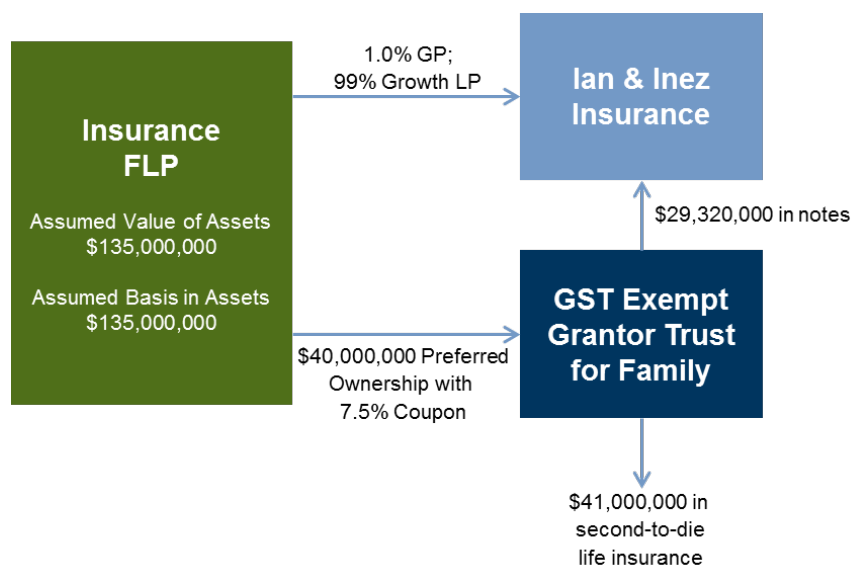 Insurance
FLP
Assumed Value of Assets
$135,000,000
Assumed Basis in Assets
$135,000,000
1.0% GP;
99% Growth LP
Ian & Inez
Insurance
$29,320,000 in notes
GST Exempt
Grantor Trust
for Family
$40,000,000 Preferred
Ownership with
7.5% Coupon
$41,000,000 in
second-to-die
life insurance